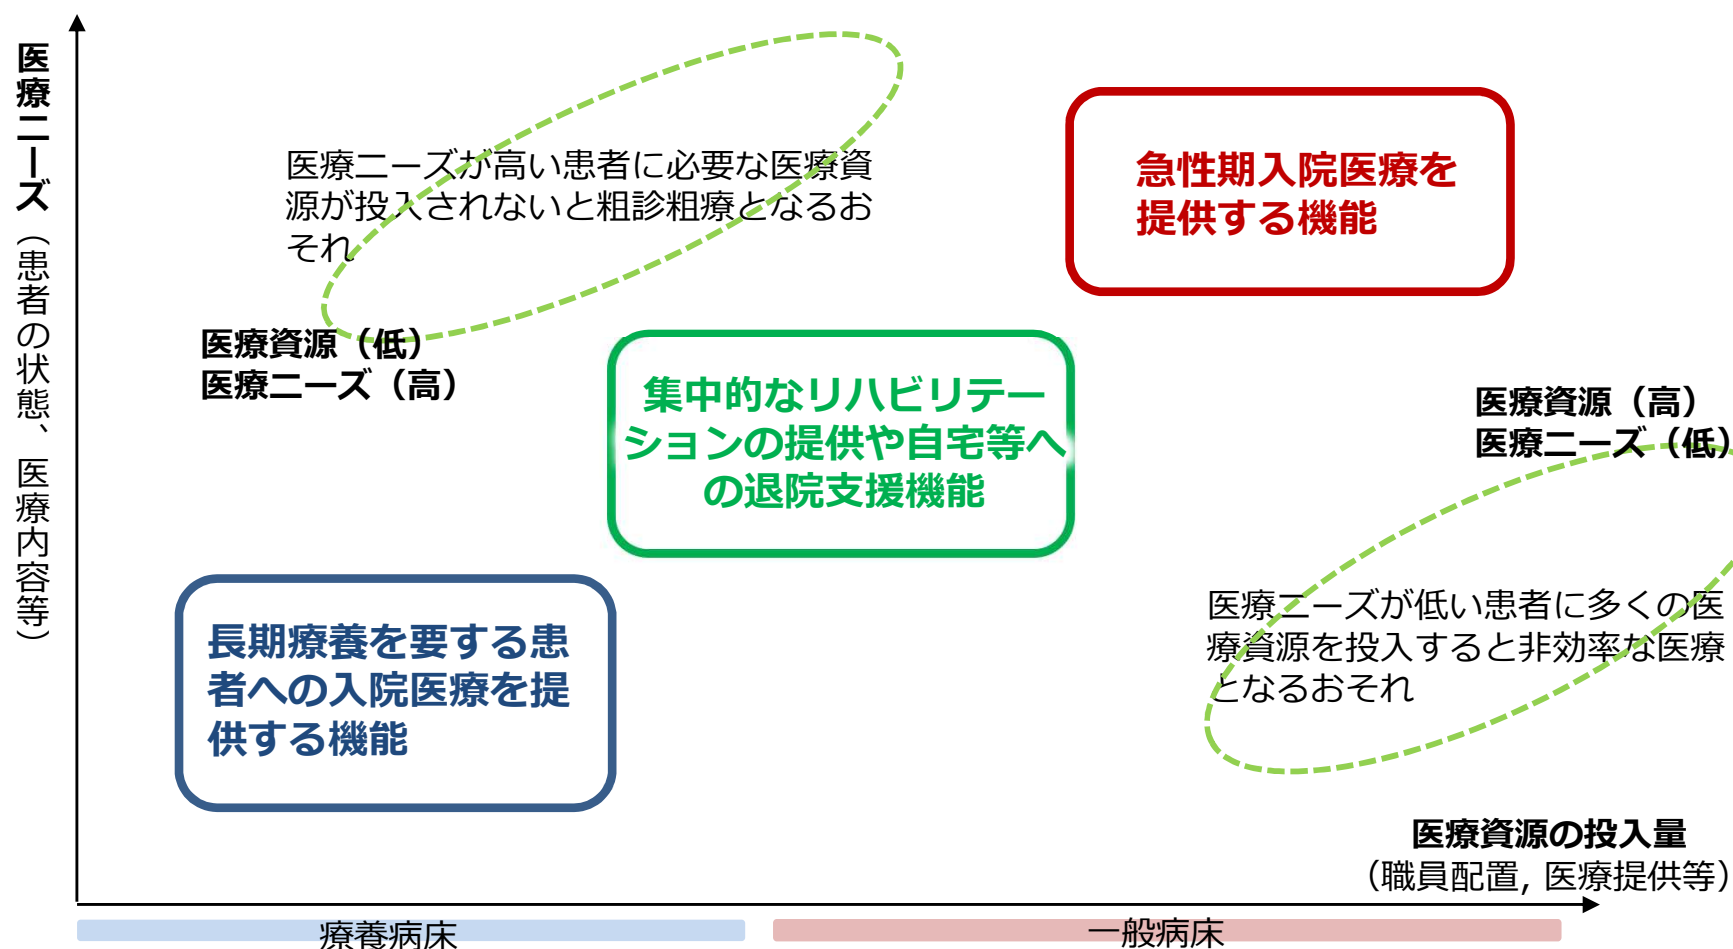 医療ニーズ（患者の状態、医療内容等）
医療ニーズが高い患者に必要な医療資
源が投入されないと粗診粗療となるお
それ
医療資源（低）
医療ニーズ（高）
急性期入院医療を
提供する機能
集中的なリハビリテー
ションの提供や自宅等へ
の退院支援機能
医療資源（高）
医療ニーズ（低）
医療ニーズが低い患者に多くの医
療資源を投入すると非効率な医療
となるおそれ
長期療養を要する患
者への入院医療を提
供する機能
医療資源の投入量
（職員配置, 医療提供等）
療養病床
一般病床